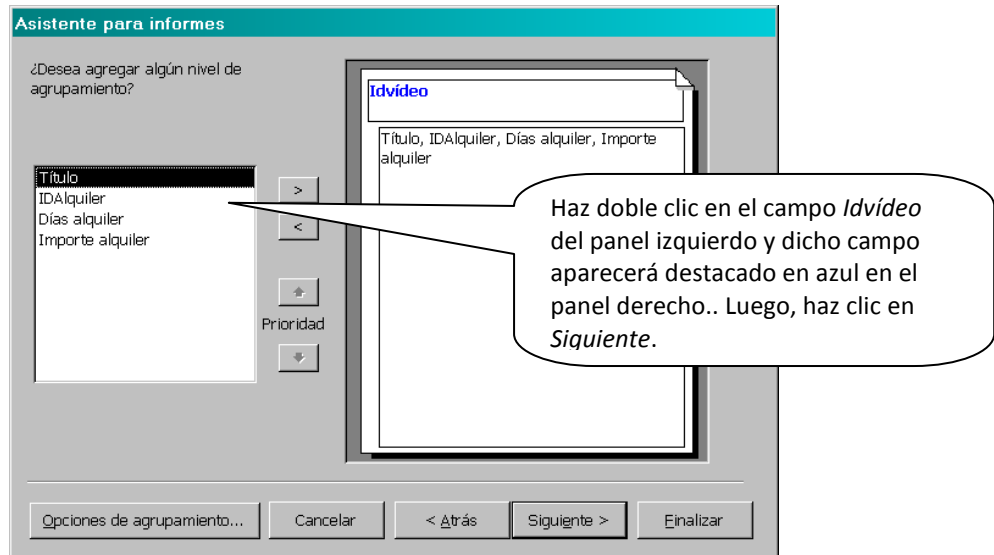 Asistente para informes
¿Desea agregar algún nivel de
agrupamiento?
Título
IDAlquiler
Días alquiler
Importe alquiler
>
<
Prioridad
Idvídeo
Título, IDAlquiler, Días alquiler, Importe
alquiler
Haz doble clic en el campo Idvídeo
del panel izquierdo y dicho campo
aparecerá destacado en azul en el
panel derecho.. Luego, haz clic en
Siguiente.
Opciones de agrupamiento...
Cancelar
< Atrás
Siguiente >
Finalizar